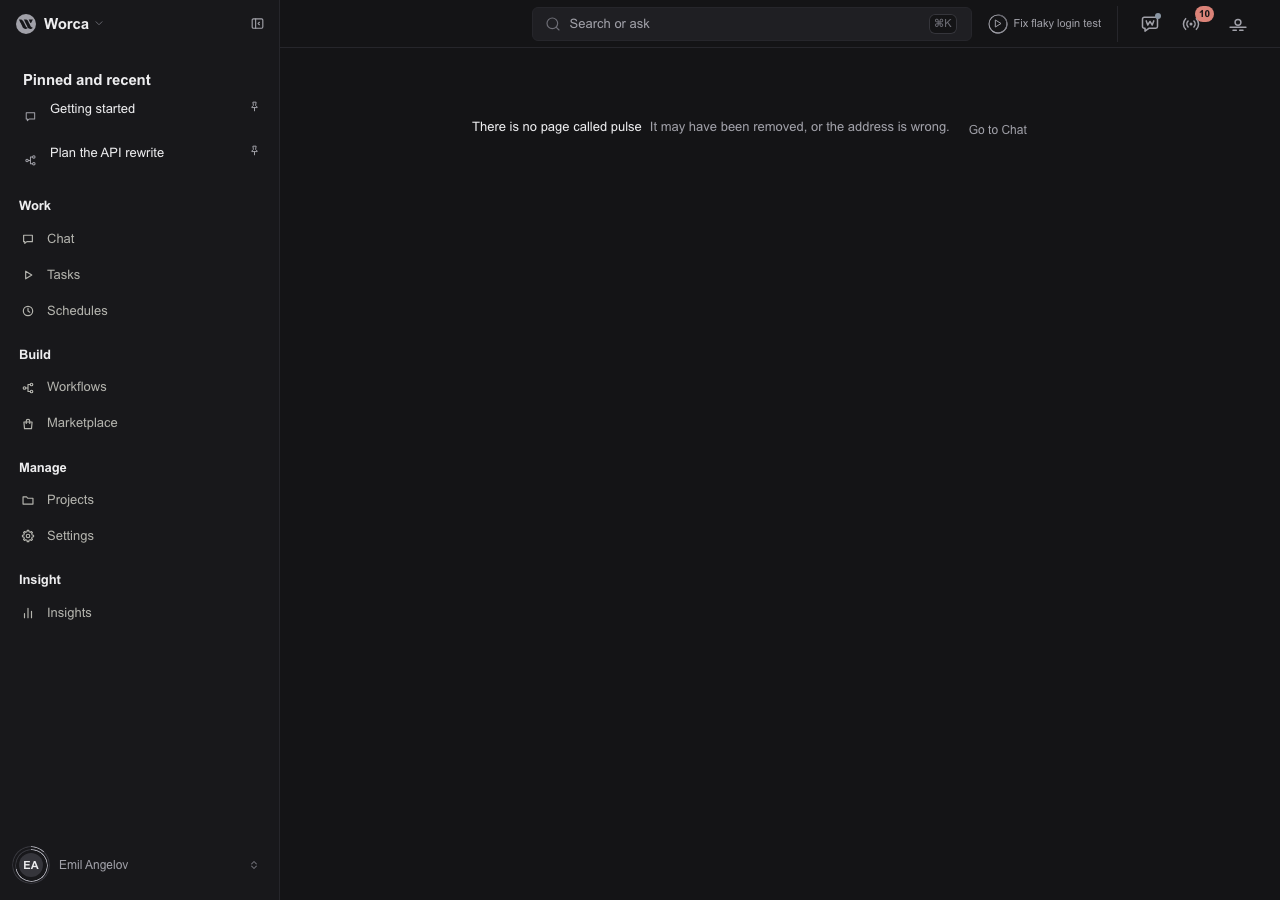 Worca
Search or ask
⌘K
Fix flaky login test
10
Pinned and recent
Getting started
Plan the API rewrite
There is no page called pulse It may have been removed, or the address is wrong. Go to Chat
Work
Chat
Tasks
Schedules
Build
Workflows
Marketplace
Manage
Projects
Settings
Insight
Insights
EA
Emil Angelov